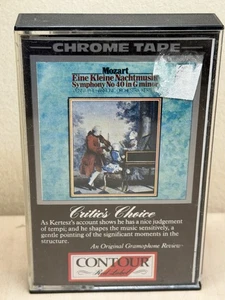 CHROME TAPE
Mozart
Eine Kleine Nachtmusik
Symphony No 40 in G minor
Critic's Choice
As Kertesz's account shows he has a nice judgement
of tempi, and he shapes the music sensitively, a
gentle pointing of the significant moments in the
structure.
An Original Gramophone Review
CONTOUR
Red Label